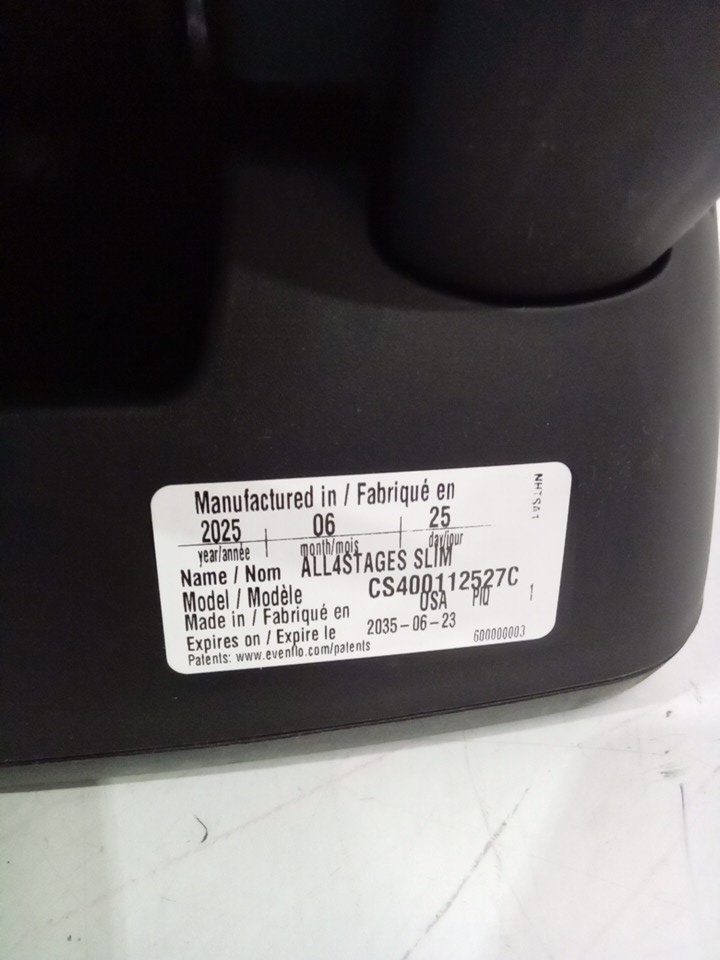 Manufactured in / Fabriqué en
2025 06 25
year/année month/mois day/jour
Name / Nom ALL4STAGES SLIM
Model / Modèle CS400112527C
Made in / Fabriqué en USA PIQ 1
Expires on / Expire le 2035-06-23
Patents: www.evenflo.com/patents 600000003
NHTSA1